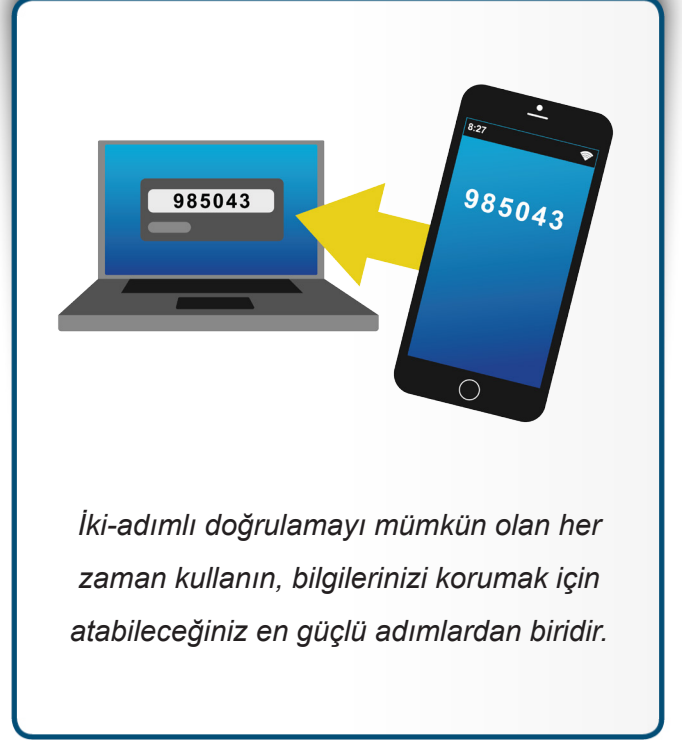 8:27
985043
985043
İki-adımlı doğrulamayı mümkün olan her
zaman kullanın, bilgilerinizi korumak için
atabileceğiniz en güçlü adımlardan biridir.